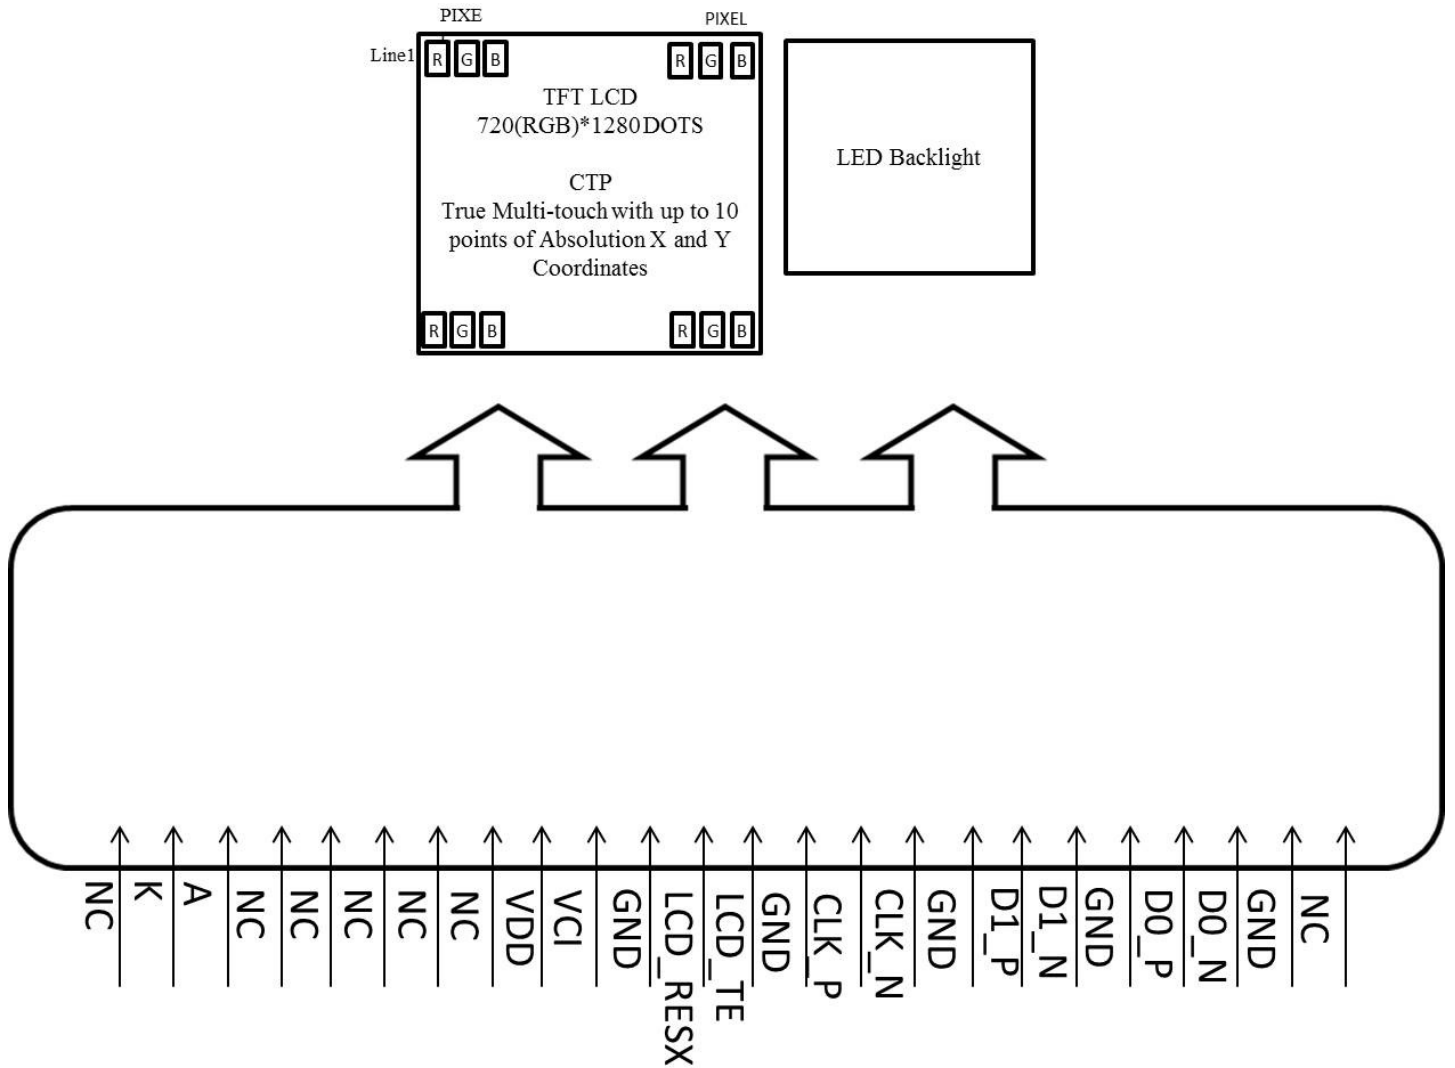 PIXE
PIXEL
Line1
R G B
R G B
TFT LCD
720(RGB)*1280DOTS
LED Backlight
CTP
True Multi-touch with up to 10
points of Absolution X and Y
Coordinates
R G B
R G B
NC
K
A
NC
NC
NC
NC
NC
VDD
VCI
GND
LCD_RESX
LCD_TE
GND
CLK_P
CLK_N
GND
D1_P
D1_N
GND
D0_P
D0_N
GND
NC